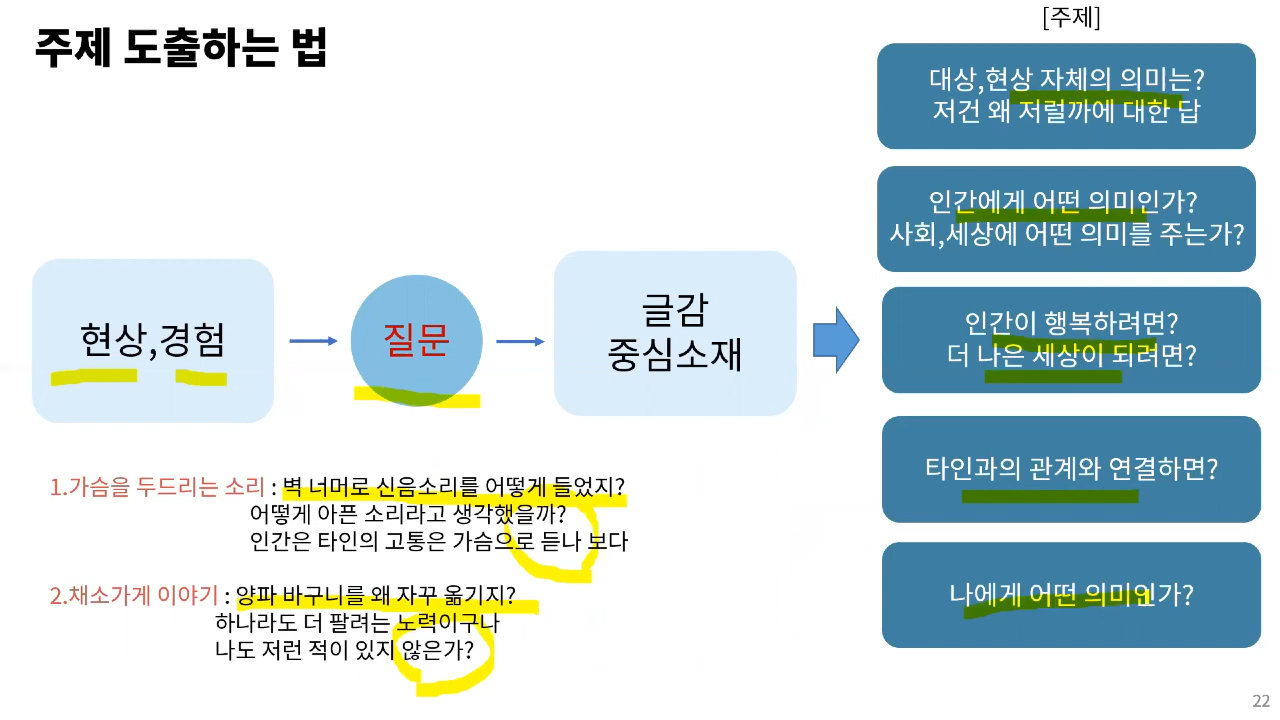 주제 도출하는 법
현상,경험
질문
글감
중심소재
[주제]
대상,현상 자체의 의미는?
저건 왜 저럴까에 대한 답
인간에게 어떤 의미인가?
사회,세상에 어떤 의미를 주는가?
인간이 행복하려면?
더 나은 세상이 되려면?
타인과의 관계와 연결하면?
나에게 어떤 의미인가?
1.가슴을 두드리는 소리 : 벽 너머로 신음소리를 어떻게 들었지?
어떻게 아픈 소리라고 생각했을까?
인간은 타인의 고통은 가슴으로 듣나 보다
2.채소가게 이야기 : 양파 바구니를 왜 자꾸 옮기지?
하나라도 더 팔려는 노력이구나
나도 저런 적이 있지 않은가?
22